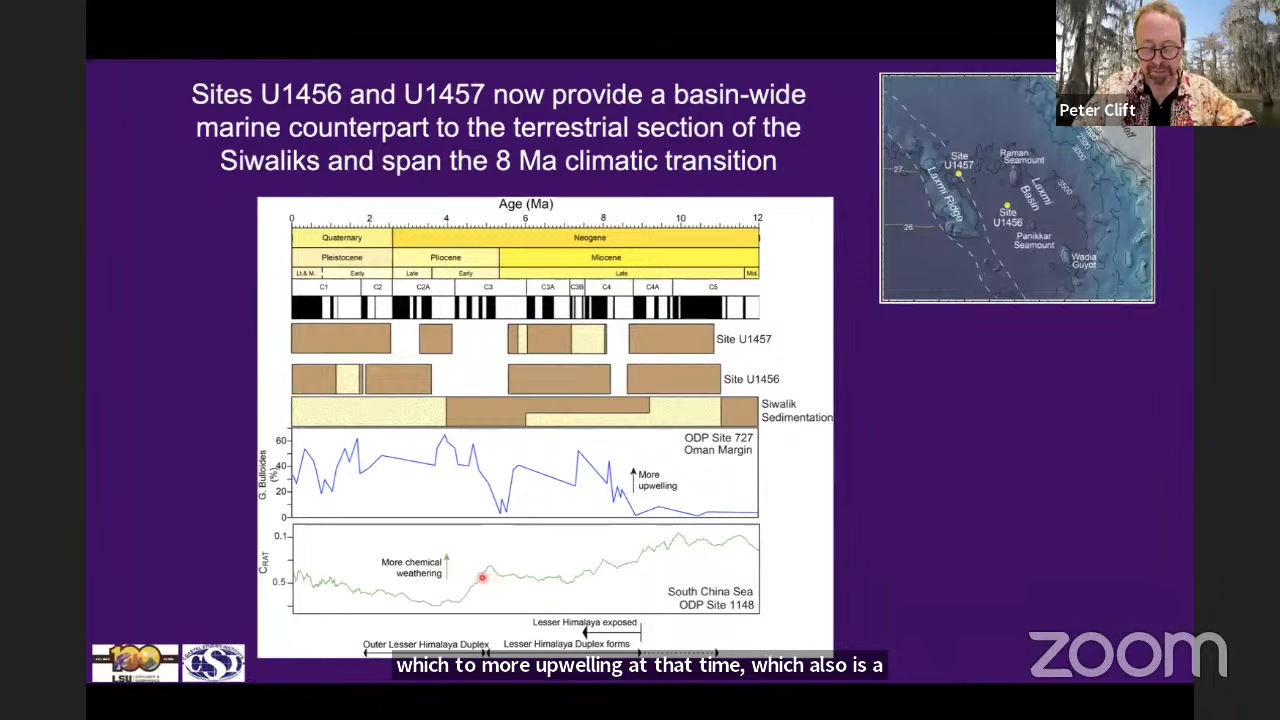 Sites U1456 and U1457 now provide a basin-wide
marine counterpart to the terrestrial section of the
Siwaliks and span the 8 Ma climatic transition
Peter Clift
Site
U1457
Raman
Seamount
Laxmi Ridge
Laxmi
Basin
Site
U1456
Panikkar
Seamount
Wadia
Guyot
3500
3200
Age (Ma)
0 2 4 6 8 10 12
Quaternary Neogene
Pleistocene Pliocene Miocene
Lt.& M. Early Late Early Late Mid.
C1 C2 C2A C3 C3A C3B C4 C4A C5
Site U1457
Site U1456
Siwalik
Sedimentation
G. Bulloides
(%)
60
40
20
0
ODP Site 727
Oman Margin
More
upwelling
CRAT
0.1
0.5
More chemical
weathering
South China Sea
ODP Site 1148
Lesser Himalaya exposed
Outer Lesser Himalaya Duplex Lesser Himalaya Duplex forms
which to more upwelling at that time, which also is a
100
LSU
CSI
zoom